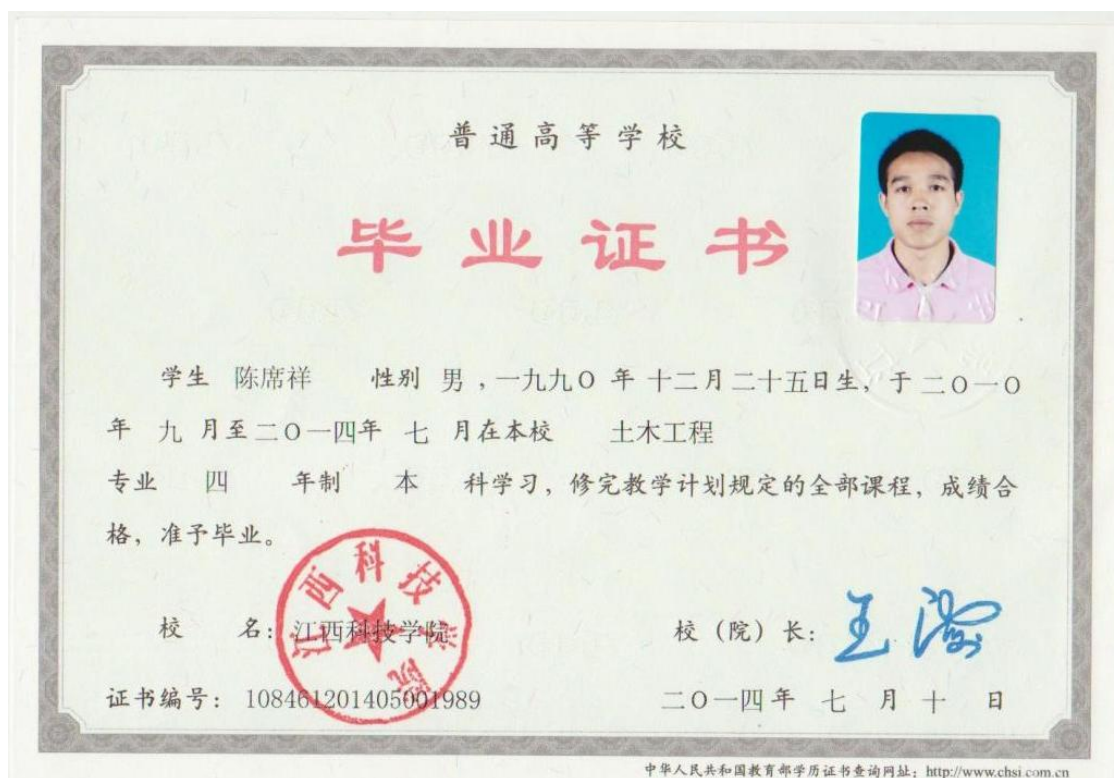 普通高等学校
毕业证书
学生 陈席祥 性别 男 ,一九九〇 年 十二月二十五日生, 于 二〇一〇
年 九 月至二〇一四年 七 月在本校 土木工程
专业 四 年制 本 科学习, 修完教学计划规定的全部课程, 成绩合
格, 准予毕业。
江西科技学院
校 名: 江西科技学院 校 (院) 长:
证书编号: 108461201405001989 二〇一四年 七 月 十 日
中华人民共和国教育部学历证书查询网址: http://www.chsi.com.cn